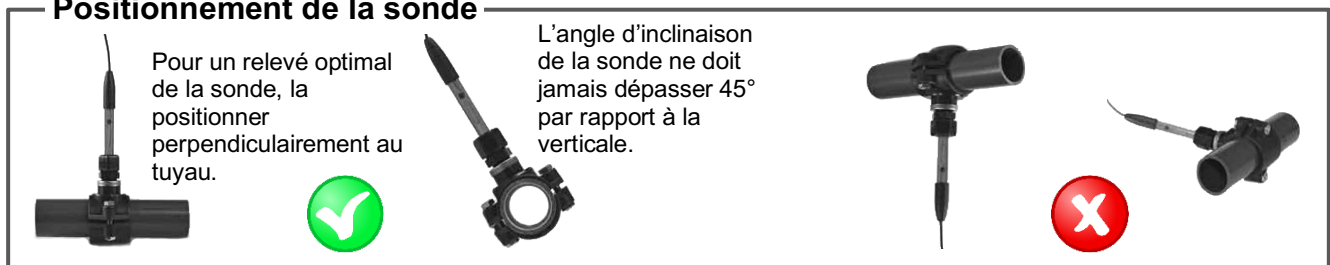 Positionnement de la sonde
Pour un relevé optimal
de la sonde, la
positionner
perpendiculairement au
tuyau.
L’angle d’inclinaison
de la sonde ne doit
jamais dépasser 45°
par rapport à la
verticale.